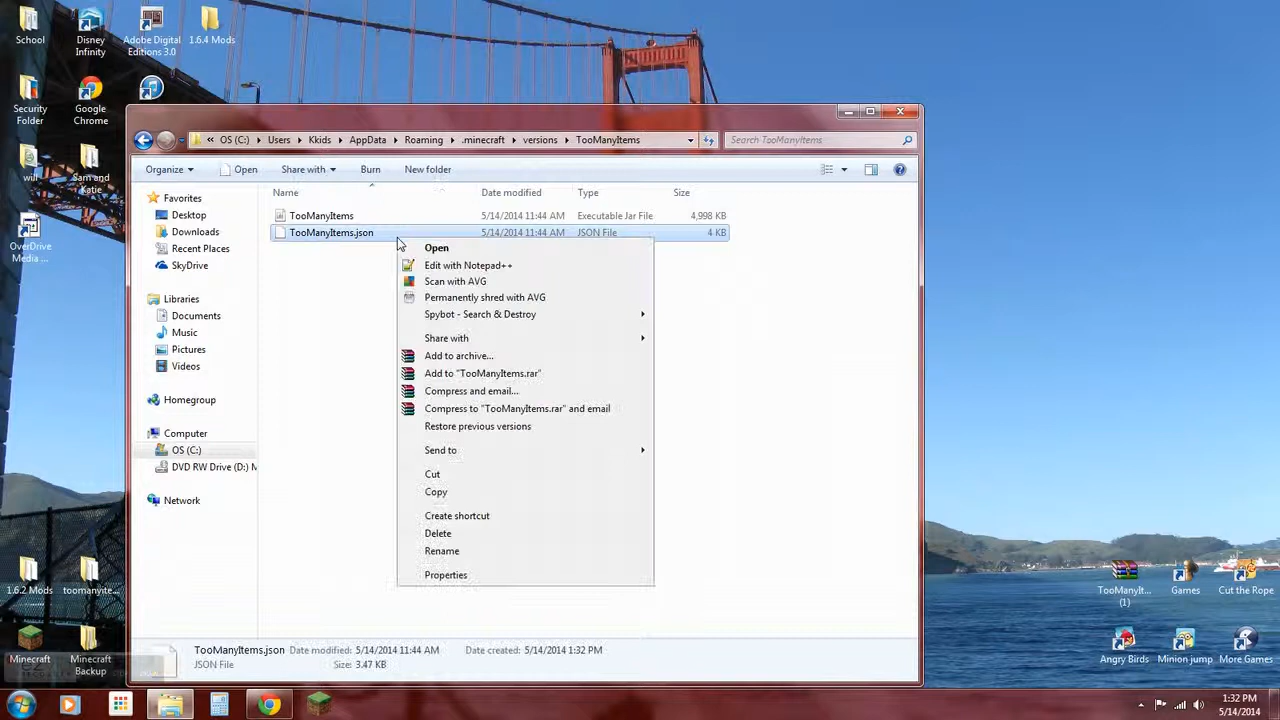 School
Disney
Infinity
Adobe Digital
Editions 3.0
1.6.4 Mods
Security
Folder
Google
Chrome
will
Sam and
Katie
OverDrive
Media ...
« OS (C:) Users Kkids AppData Roaming .minecraft versions TooManyItems
Search TooManyItems
Organize Open Share with Burn New folder
Name Date modified Type Size
Favorites
Desktop
Downloads
Recent Places
SkyDrive
Libraries
Documents
Music
Pictures
Videos
Homegroup
Computer
OS (C:)
DVD RW Drive (D:) M
Network
TooManyItems 5/14/2014 11:44 AM Executable Jar File 4,998 KB
TooManyItems.json 5/14/2014 11:44 AM JSON File 4 KB
Open
Edit with Notepad++
Scan with AVG
Permanently shred with AVG
Spybot - Search & Destroy
Share with
Add to archive...
Add to "TooManyItems.rar"
Compress and email...
Compress to "TooManyItems.rar" and email
Restore previous versions
Send to
Cut
Copy
Create shortcut
Delete
Rename
Properties
TooManyItems.json Date modified: 5/14/2014 11:44 AM Date created: 5/14/2014 1:32 PM
JSON File Size: 3.47 KB
1.6.2 Mods
......
toomanyite...
Minecraft
Minecraft
Backup
TooManyIt...
(1)
Games
Cut the Rope
Angry Birds
Minion jump
More Games
1:32 PM
5/14/2014